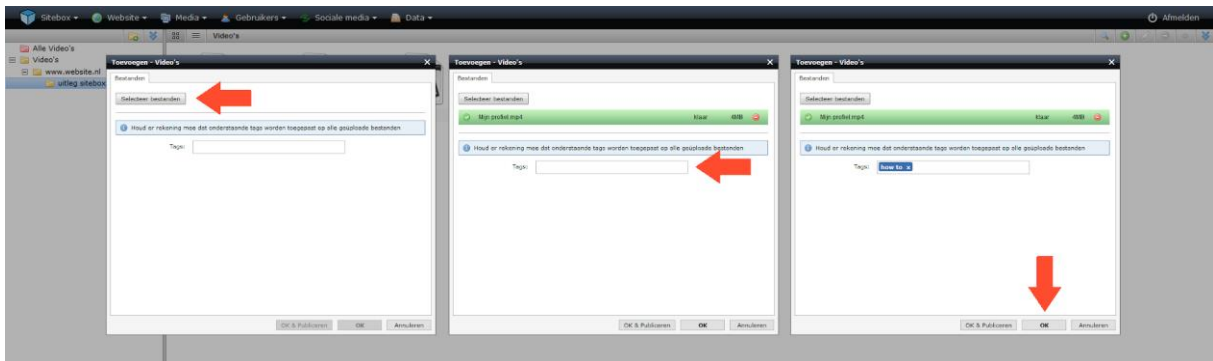 Sitebox Website Media Gebruikers Sociale media Data Afmelden
Video's
Alle Video's
Video's
www.website.nl
uitleg sitebox
Toevoegen - Video's X
Bestanden
Selecteer bestanden
Houd er rekening mee dat onderstaande tags worden toegepast op alle geüploade bestanden
Tags:
OK & Publiceren OK Annuleren
Toevoegen - Video's X
Bestanden
Selecteer bestanden
Mijn profiel.mp4 Klaar 4MB
Houd er rekening mee dat onderstaande tags worden toegepast op alle geüploade bestanden
Tags:
OK & Publiceren OK Annuleren
Toevoegen - Video's X
Bestanden
Selecteer bestanden
Mijn profiel.mp4 Klaar 4MB
Houd er rekening mee dat onderstaande tags worden toegepast op alle geüploade bestanden
Tags: how to x
OK & Publiceren OK Annuleren